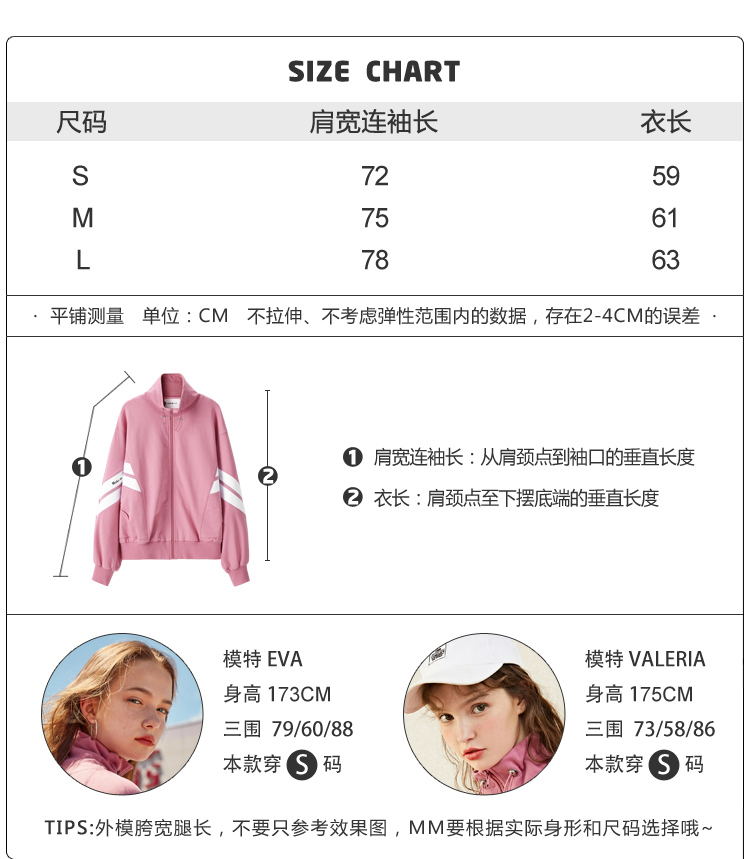 SIZE CHART
尺码 肩宽连袖长 衣长
S 72 59
M 75 61
L 78 63
· 平铺测量 单位：CM 不拉伸、不考虑弹性范围内的数据，存在2-4CM的误差 ·
1 肩宽连袖长：从肩颈点到袖口的垂直长度
2 衣长：肩颈点至下摆底端的垂直长度
1
2
模特 EVA
身高 173CM
三围 79/60/88
本款穿 S 码
模特 VALERIA
身高 175CM
三围 73/58/86
本款穿 S 码
TIPS:外模胯宽腿长，不要只参考效果图，MM要根据实际身形和尺码选择哦~